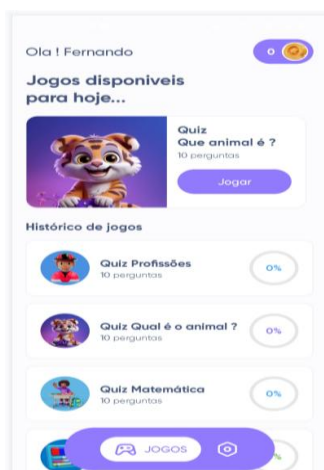 Ola ! Fernando
0
Jogos disponiveis
para hoje...
Quiz
Que animal é ?
10 perguntas
Jogar
Histórico de jogos
Quiz Profissões
10 perguntas
0%
Quiz Qual é o animal ?
10 perguntas
0%
Quiz Matemática
10 perguntas
0%
JOGOS